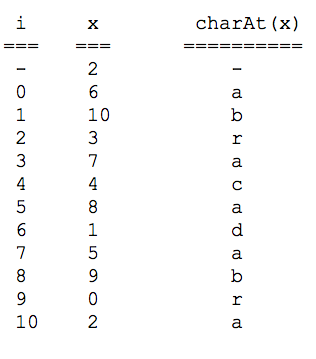 i x charAt(x)
=== === ==========
- 2 -
0 6 a
1 10 b
2 3 r
3 7 a
4 4 c
5 8 a
6 1 d
7 5 a
8 9 b
9 0 r
10 2 a